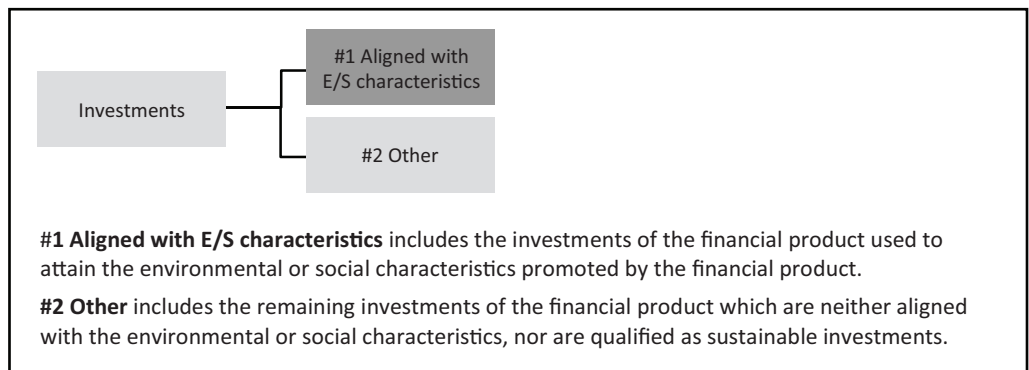 #1 Aligned with
E/S characteristics
Investments
#2 Other
#1 Aligned with E/S characteristics includes the investments of the financial product used to
attain the environmental or social characteristics promoted by the financial product.
#2 Other includes the remaining investments of the financial product which are neither aligned
with the environmental or social characteristics, nor are qualified as sustainable investments.